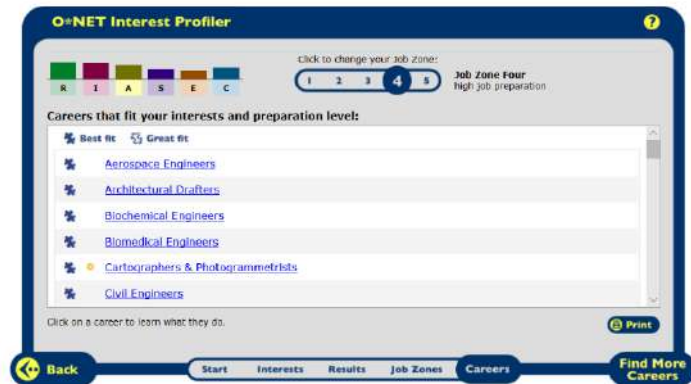 O*NET Interest Profiler
?
Click to change your Job Zone:
1 2 3 4 5
Job Zone Four
high job preparation
R I A S E C
Careers that fit your interests and preparation level:
Best fit Great fit
Aerospace Engineers
Architectural Drafters
Biochemical Engineers
Biomedical Engineers
Cartographers & Photogrammetrists
Civil Engineers
Click on a career to learn what they do.
Print
Back
Start Interests Results Job Zones Careers
Find More
Careers